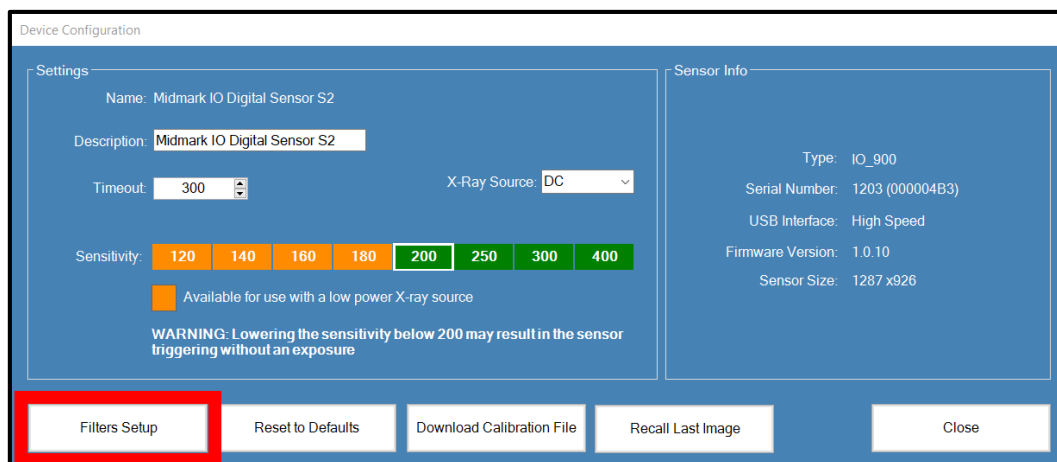 Device Configuration
Settings
Name: Midmark IO Digital Sensor S2
Description: Midmark IO Digital Sensor S2
Timeout: 300
X-Ray Source: DC
Sensitivity: 120 140 160 180 200 250 300 400
Available for use with a low power X-ray source
WARNING: Lowering the sensitivity below 200 may result in the sensor
triggering without an exposure
Sensor Info
Type: IO_900
Serial Number: 1203 (000004B3)
USB Interface: High Speed
Firmware Version: 1.0.10
Sensor Size: 1287 x926
Filters Setup
Reset to Defaults
Download Calibration File
Recall Last Image
Close